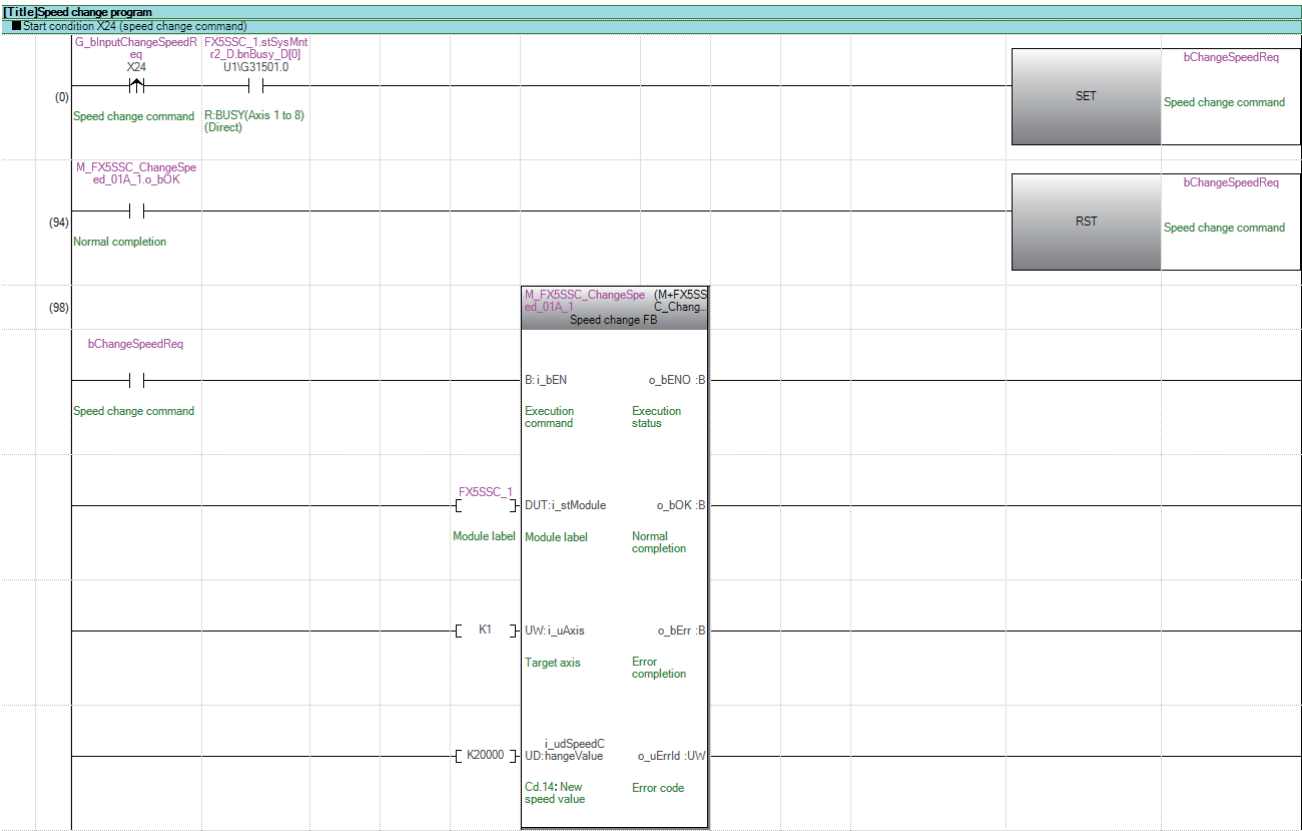 [Title]Speed change program
■Start condition X24 (speed change command)
G_bInputChangeSpeedR
eq
X24
FX5SSC_1.stSysMnt
r2_D.bnBusy_D[0]
U1\G31501.0
(0)
Speed change command
R:BUSY(Axis 1 to 8)
(Direct)
SET
bChangeSpeedReq
Speed change command
M_FX5SSC_ChangeSpe
ed_01A_1.o_bOK
(94)
Normal completion
RST
bChangeSpeedReq
Speed change command
(98)
M_FX5SSC_ChangeSpe
ed_01A_1
(M+FX5SS
C_Chang...
Speed change FB
bChangeSpeedReq
Speed change command
B:i_bEN
o_bENO :B
Execution
command
Execution
status
FX5SSC_1
DUT:i_stModule
o_bOK :B
Module label
Module label
Normal
completion
K1
UW:i_uAxis
o_bErr :B
Target axis
Error
completion
K20000
i_udSpeedC
UD:hangeValue
o_uErrId :UW
Cd.14: New
speed value
Error code